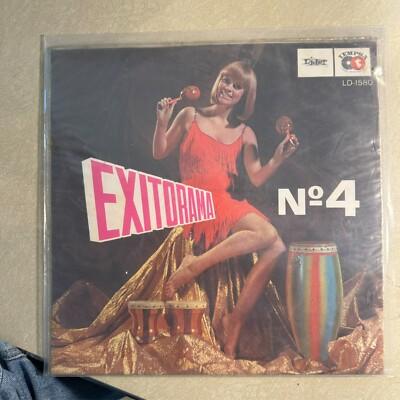 TEMPO
LD-1580
EXITORAMA
Nº4